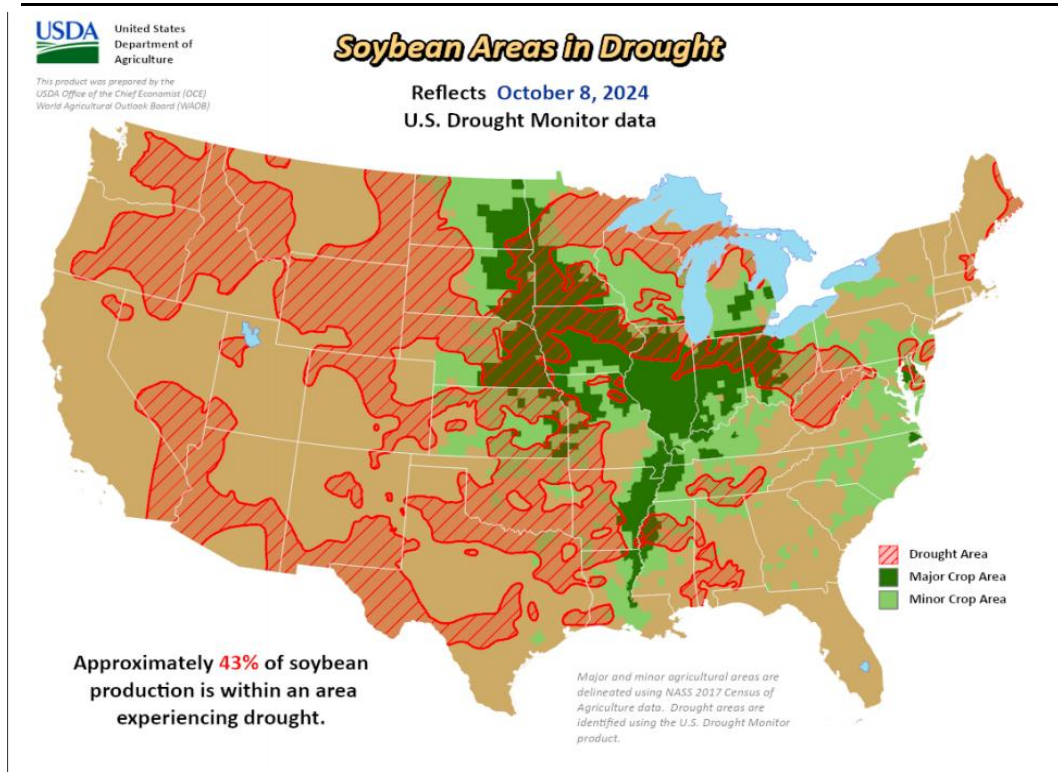 USDA
United States
Department of
Agriculture
This product was prepared by the
USDA Office of the Chief Economist (OCE)
World Agricultural Outlook Board (WAOB)
Soybean Areas in Drought
Reflects October 8, 2024
U.S. Drought Monitor data
Drought Area
Major Crop Area
Minor Crop Area
Approximately 43% of soybean
production is within an area
experiencing drought.
Major and minor agricultural areas are
delineated using NASS 2017 Census of
Agriculture data. Drought areas are
identified using the U.S. Drought Monitor
product.